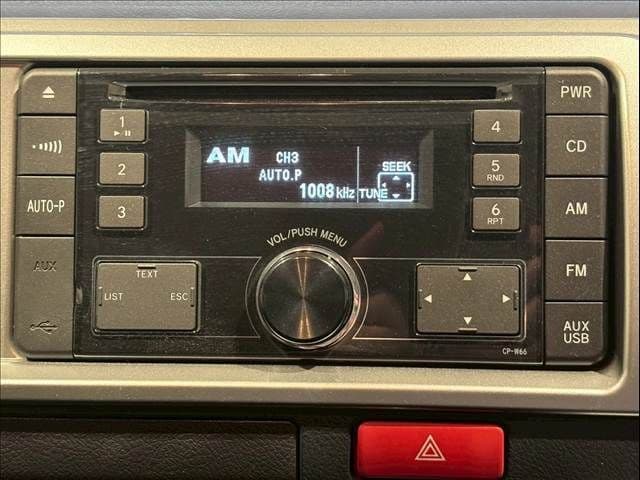 PWR
1
4
AM CH3 SEEK
AUTO.P
1008 kHz TUNE
2
5
RND
CD
AUTO-P
3
6
RPT
AM
VOL/PUSH MENU
AUX
TEXT
LIST ESC
FM
AUX
USB
CP-W66